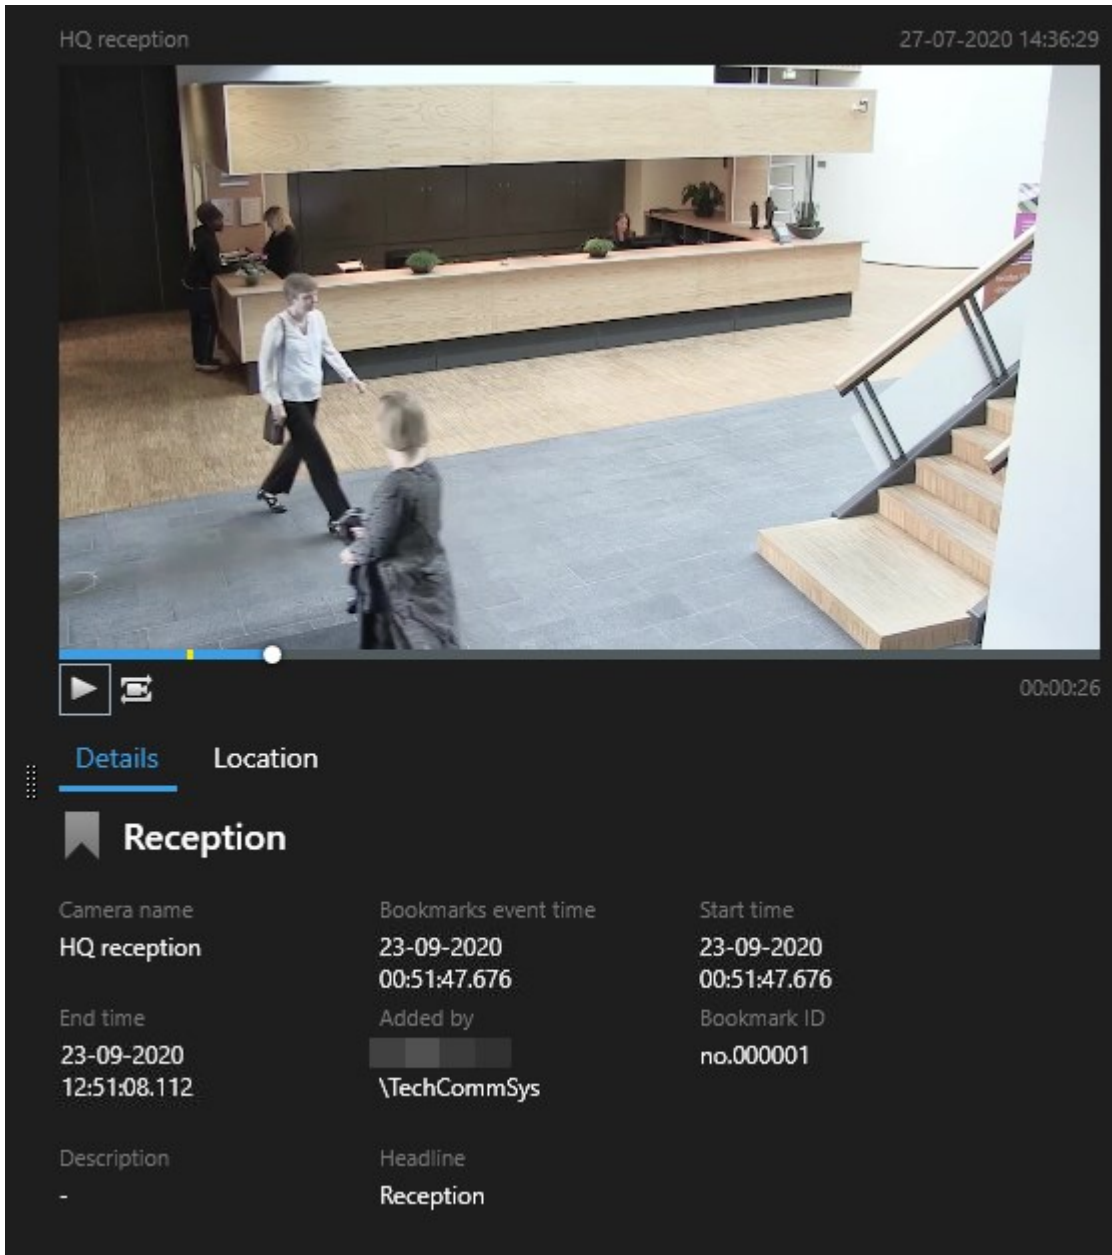 HQ reception
27-07-2020 14:36:29
00:00:26
Details
Location
Reception
Camera name
Bookmarks event time
Start time
HQ reception
23-09-2020
00:51:47.676
23-09-2020
00:51:47.676
End time
Added by
Bookmark ID
23-09-2020
12:51:08.112
\TechCommSys
no.000001
Description
Headline
-
Reception